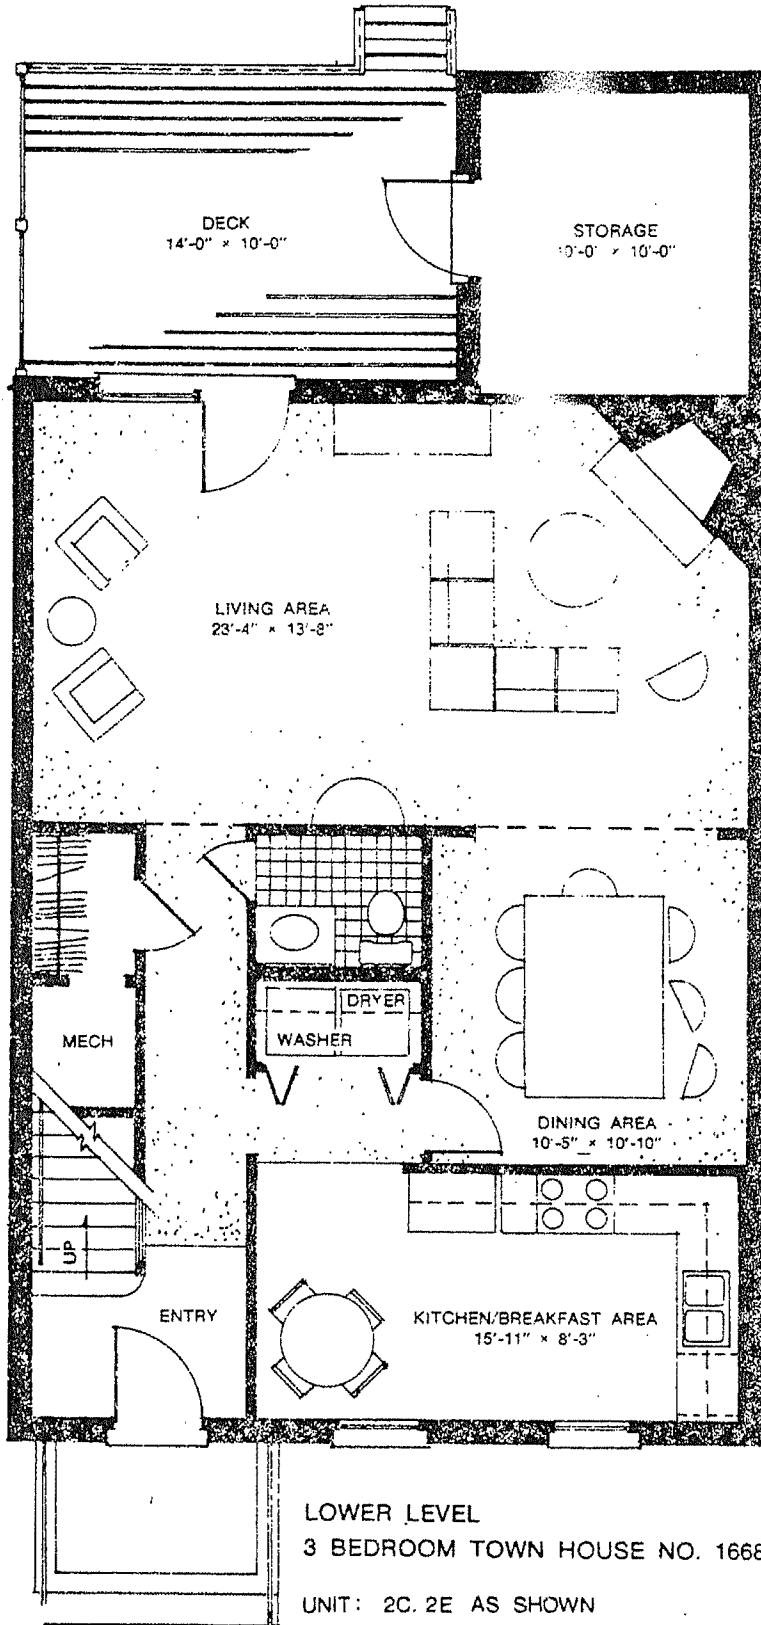 DECK
14'-0" × 10'-0"
STORAGE
10'-0' × 10'-0"
LIVING AREA
23'-4" × 13'-8"
DRYER
WASHER
MECH
DINING AREA
10'-5" × 10'-10"
UP
ENTRY
KITCHEN/BREAKFAST AREA
15'-11" × 8'-3"
LOWER LEVEL
3 BEDROOM TOWN HOUSE NO. 1668
UNIT: 2C. 2E AS SHOWN